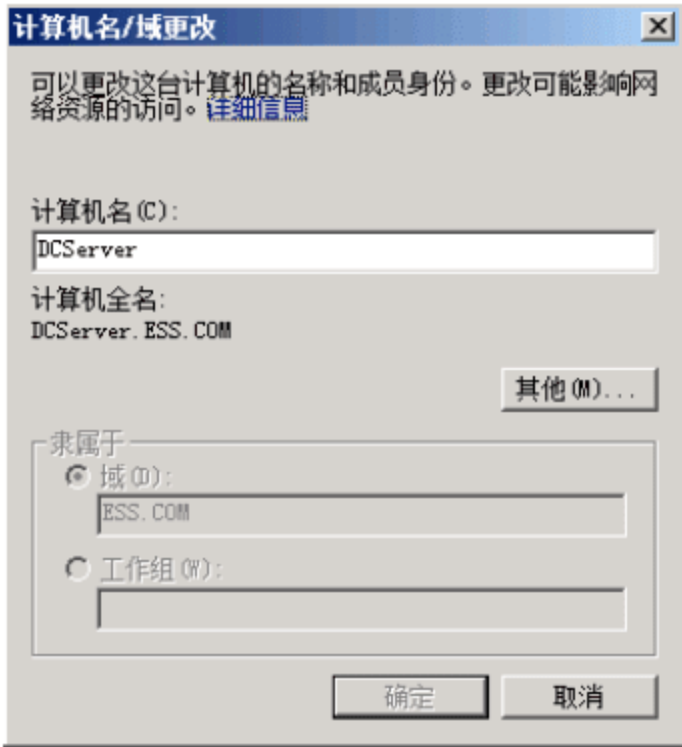 计算机名/域更改
可以更改这台计算机的名称和成员身份。更改可能影响网
络资源的访问。详细信息
计算机名(C):
DCServer
计算机全名:
DCServer.ESS.COM
其他(M)...
隶属于
域(D):
ESS.COM
工作组(W):
确定
取消